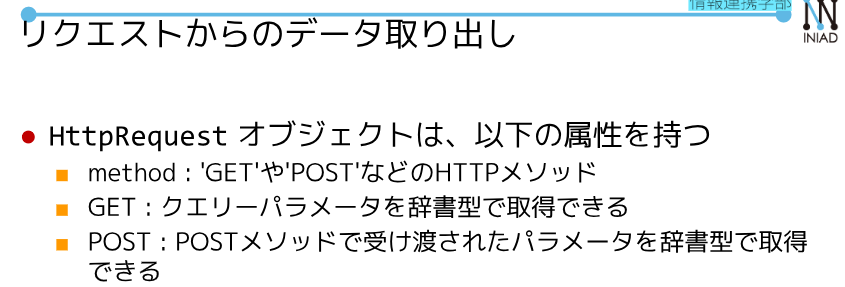 情報連携学部
INIAD
リクエストからのデータ取り出し
HttpRequest オブジェクトは、以下の属性を持つ
method : 'GET'や'POST'などのHTTPメソッド
GET : クエリーパラメータを辞書型で取得できる
POST : POSTメソッドで受け渡されたパラメータを辞書型で取得
できる